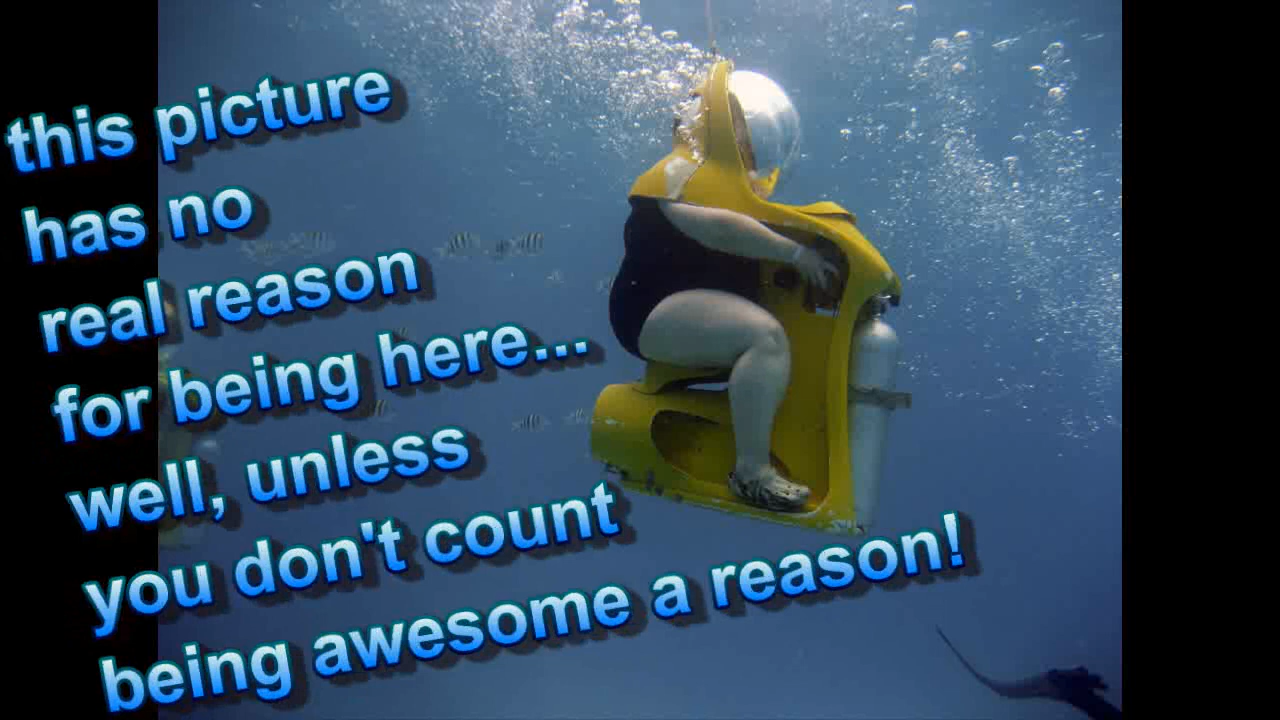 this picture
has no
real reason
for being here...
well, unless
you don't count
being awesome a reason!